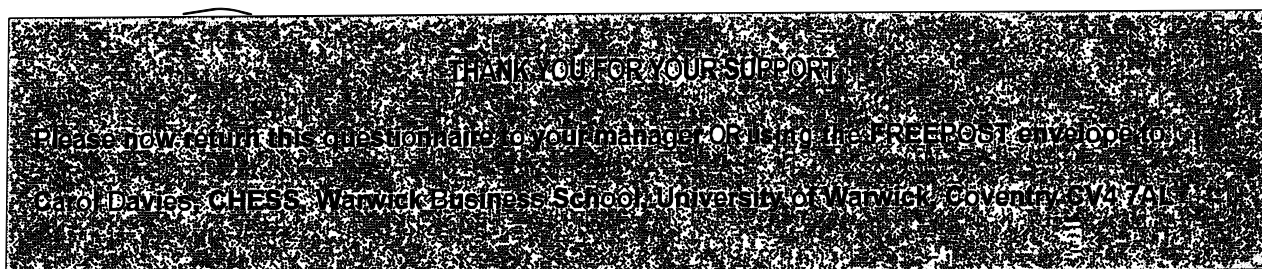 THANK YOU FOR YOUR SUPPORT
Please now return this questionnaire to your manager OR using the FREEPOST envelope to
Carol Davies, CHESS, Warwick Business School, University of Warwick, Coventry CV4 7AL